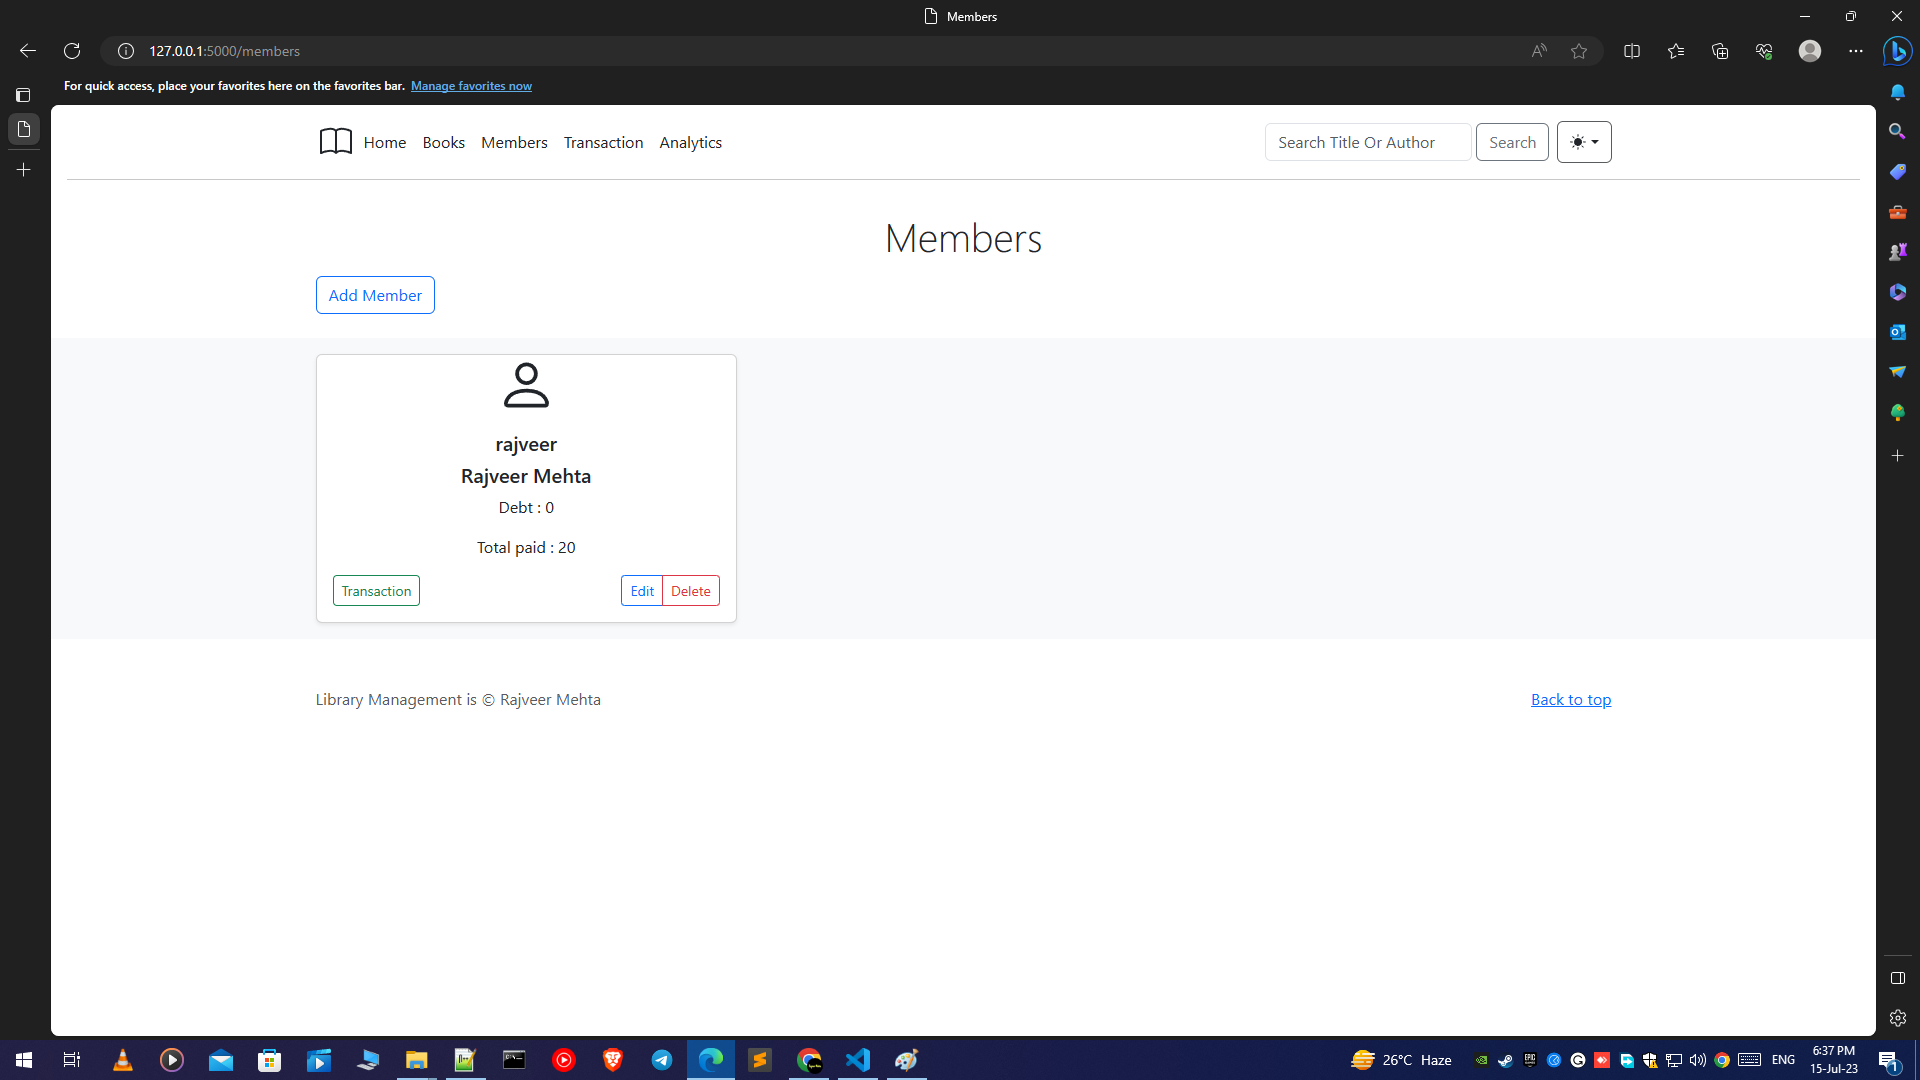 Members
127.0.0.1:5000/members
For quick access, place your favorites here on the favorites bar. Manage favorites now
Home Books Members Transaction Analytics Search Title Or Author Search
Members
Add Member
rajveer
Rajveer Mehta
Debt : 0
Total paid : 20
Transaction Edit Delete
Library Management is © Rajveer Mehta Back to top
26°C Haze ENG 6:37 PM
15-Jul-23 1